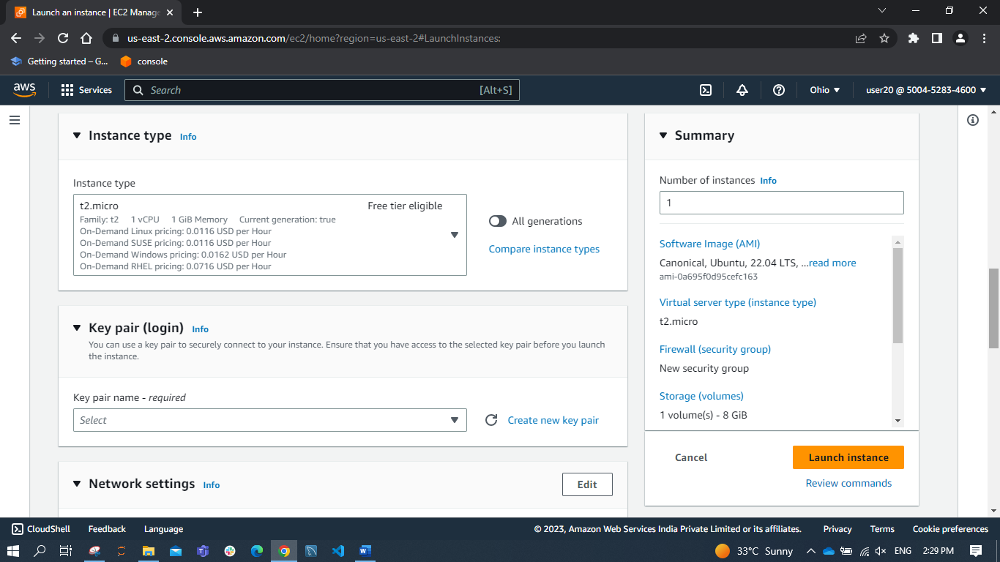 Launch an instance | EC2 Manage
us-east-2.console.aws.amazon.com/ec2/home?region=us-east-2#LaunchInstances:
Getting started – G...
console
aws
Services
Search
[Alt+S]
Ohio
user20 @ 5004-5283-4600
Instance type Info
Instance type
t2.micro
Free tier eligible
Family: t2 1 vCPU 1 GiB Memory Current generation: true
On-Demand Linux pricing: 0.0116 USD per Hour
On-Demand SUSE pricing: 0.0116 USD per Hour
On-Demand Windows pricing: 0.0162 USD per Hour
On-Demand RHEL pricing: 0.0716 USD per Hour
All generations
Compare instance types
Key pair (login) Info
You can use a key pair to securely connect to your instance. Ensure that you have access to the selected key pair before you launch
the instance.
Key pair name - required
Select
Create new key pair
Network settings Info
Edit
Summary
Number of instances Info
1
Software Image (AMI)
Canonical, Ubuntu, 22.04 LTS, ...read more
ami-0a695f0d95cefc163
Virtual server type (instance type)
t2.micro
Firewall (security group)
New security group
Storage (volumes)
1 volume(s) - 8 GiB
Cancel
Launch instance
Review commands
CloudShell
Feedback
Language
© 2023, Amazon Web Services India Private Limited or its affiliates.
Privacy
Terms
Cookie preferences
33°C Sunny
ENG
2:29 PM